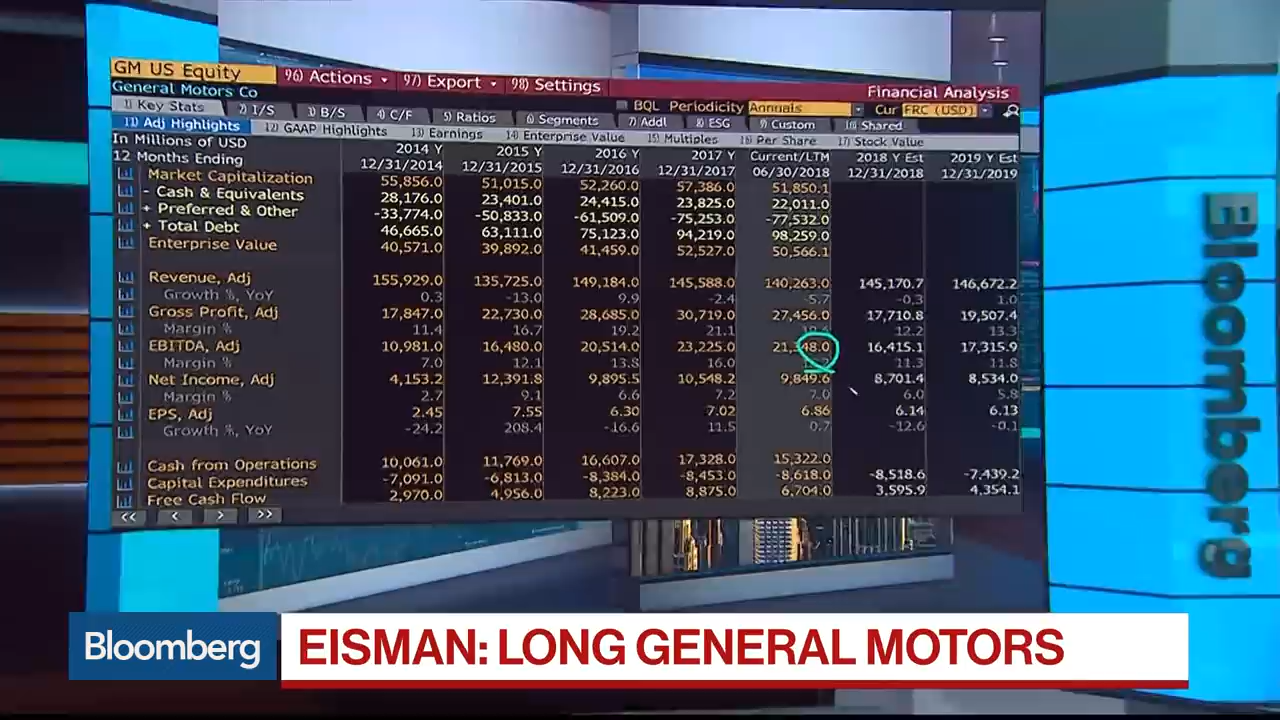 GM US Equity 96) Actions 97) Export 98) Settings
General Motors Co Financial Analysis
BQL Periodicity Annuals Cur FRC (USD)
1) Key Stats 2) I/S 3) B/S 4) C/F 5) Ratios 6) Segments 7) Addl 8) ESG 9) Custom 10) Shared
11) Adj Highlights 12) GAAP Highlights 13) Earnings 14) Enterprise Value 15) Multiples 16) Per Share 17) Stock Value
In Millions of USD 2014 Y 2015 Y 2016 Y 2017 Y Current/LTM 2018 Y Est 2019 Y Est
12 Months Ending 12/31/2014 12/31/2015 12/31/2016 12/31/2017 06/30/2018 12/31/2018 12/31/2019
Market Capitalization 55,856.0 51,015.0 52,260.0 57,386.0 51,850.1
- Cash & Equivalents 28,176.0 23,401.0 24,415.0 23,825.0 22,011.0
+ Preferred & Other -33,774.0 -50,833.0 -61,509.0 -75,253.0 -77,532.0
+ Total Debt 46,665.0 63,111.0 75,123.0 94,219.0 98,259.0
Enterprise Value 40,571.0 39,892.0 41,459.0 52,527.0 50,566.1
Revenue, Adj 155,929.0 135,725.0 149,184.0 145,588.0 140,263.0 145,170.7 146,672.2
Growth %, YoY 0.3 -13.0 9.9 -2.4 -5.7 -0.3 1.0
Gross Profit, Adj 17,847.0 22,730.0 28,685.0 30,719.0 27,456.0 17,710.8 19,507.4
Margin % 11.4 16.7 19.2 21.1 19.6 12.2 13.3
EBITDA, Adj 10,981.0 16,480.0 20,514.0 23,225.0 21,348.0 16,415.1 17,315.9
Margin % 7.0 12.1 13.8 16.0 11.3 11.8
Net Income, Adj 4,153.2 12,391.8 9,895.5 10,548.2 9,849.6 8,701.4 8,534.0
Margin % 2.7 9.1 6.6 7.2 7.0 6.0 5.8
EPS, Adj 2.45 7.55 6.30 7.02 6.86 6.14 6.13
Growth %, YoY -24.2 208.4 -16.6 11.5 0.7 -12.6 -0.1
Cash from Operations 10,061.0 11,769.0 16,607.0 17,328.0 15,322.0
Capital Expenditures -7,091.0 -6,813.0 -8,384.0 -8,453.0 -8,618.0 -8,518.6 -7,439.2
Free Cash Flow 2,970.0 4,956.0 8,223.0 8,875.0 6,704.0 3,595.9 4,354.1
<< < > >>
Bloomberg
Bloomberg EISMAN: LONG GENERAL MOTORS